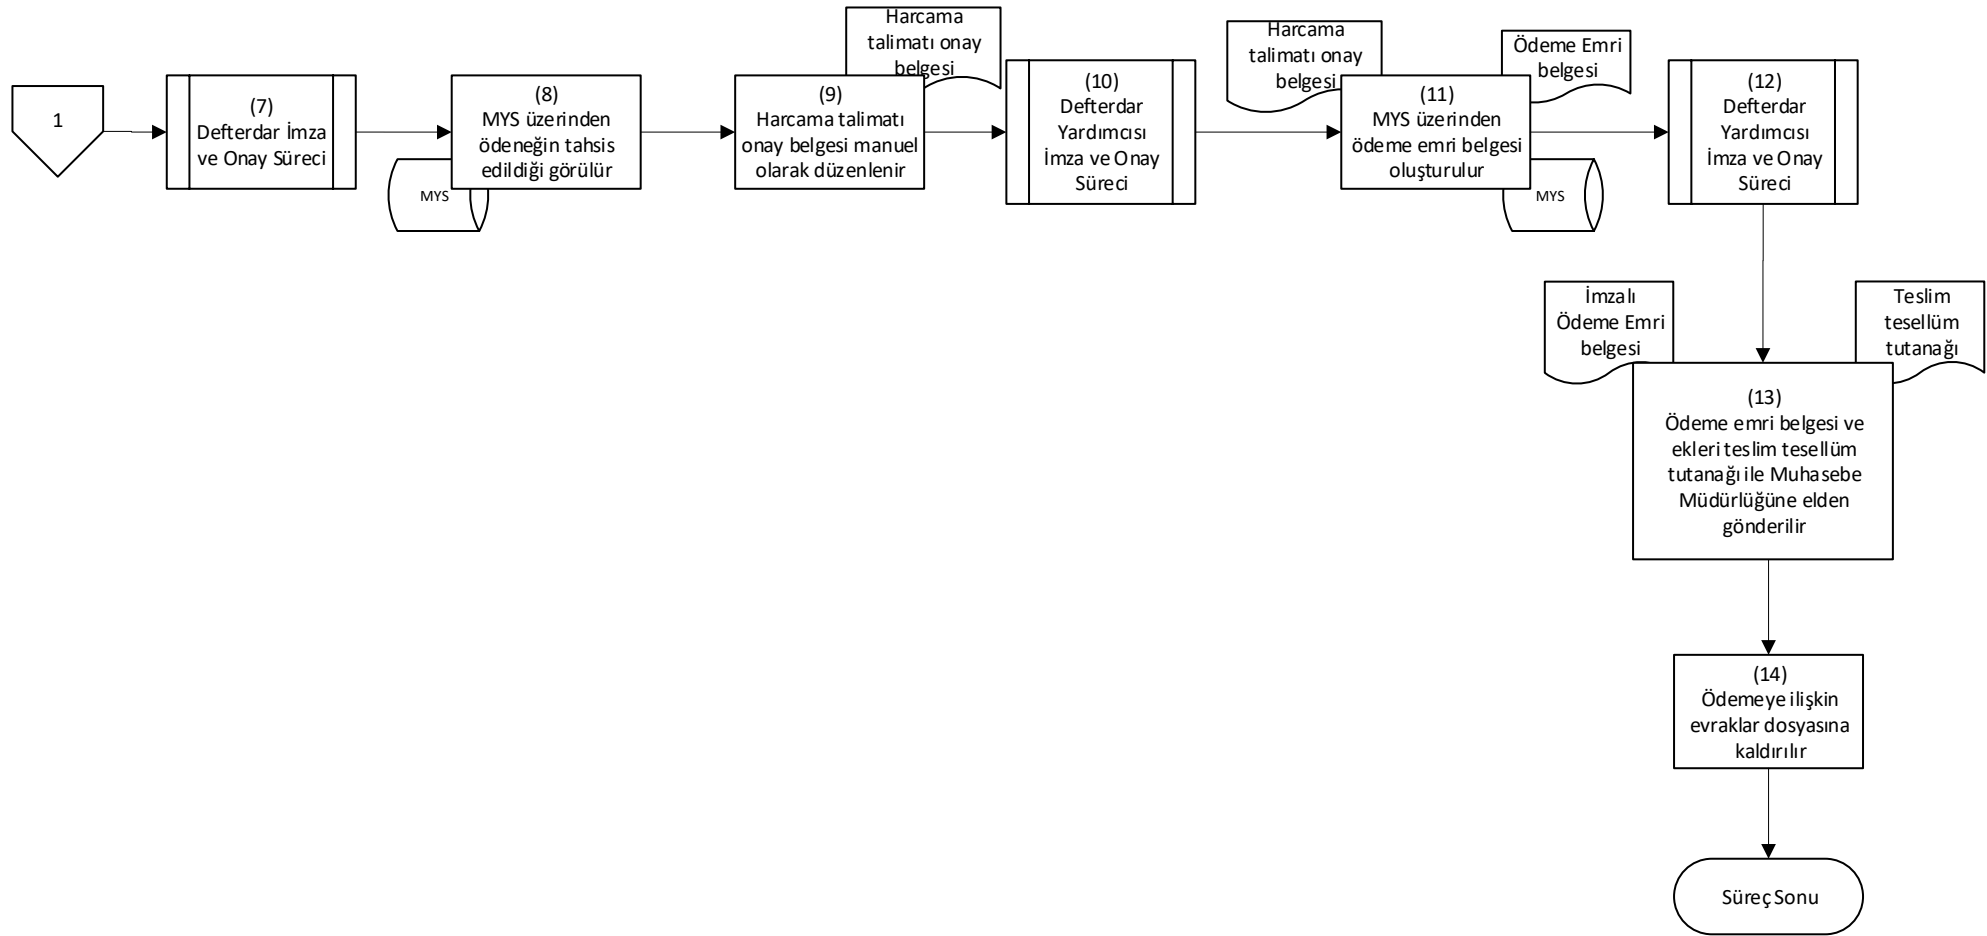 1
(7)
Defterdar İmza
ve Onay Süreci
(8)
MYS üzerinden
ödeneğin tahsis
edildiği görülür
MYS
Harcama
talimatı onay
belgesi
(9)
Harcama talimatı
onay belgesi manuel
olarak düzenlenir
(10)
Defterdar
Yardımcısı
İmza ve Onay
Süreci
Harcama
talimatı onay
belgesi
Ödeme Emri
belgesi
(11)
MYS üzerinden
ödeme emri belgesi
oluşturulur
MYS
(12)
Defterdar
Yardımcısı
İmza ve Onay
Süreci
İmzalı
Ödeme Emri
belgesi
Teslim
tesellüm
tutanağı
(13)
Ödeme emri belgesi ve
ekleri teslim tesellüm
tutanağı ile Muhasebe
Müdürlüğüne elden
gönderilir
(14)
Ödemeye ilişkin
evraklar dosyasına
kaldırılır
Süreç Sonu